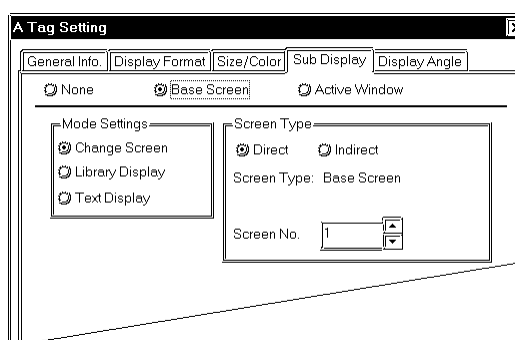 A Tag Setting
General Info. Display Format Size/Color Sub Display Display Angle
None Base Screen Active Window
Mode Settings Screen Type
Change Screen Direct Indirect
Library Display Screen Type: Base Screen
Text Display
Screen No. 1